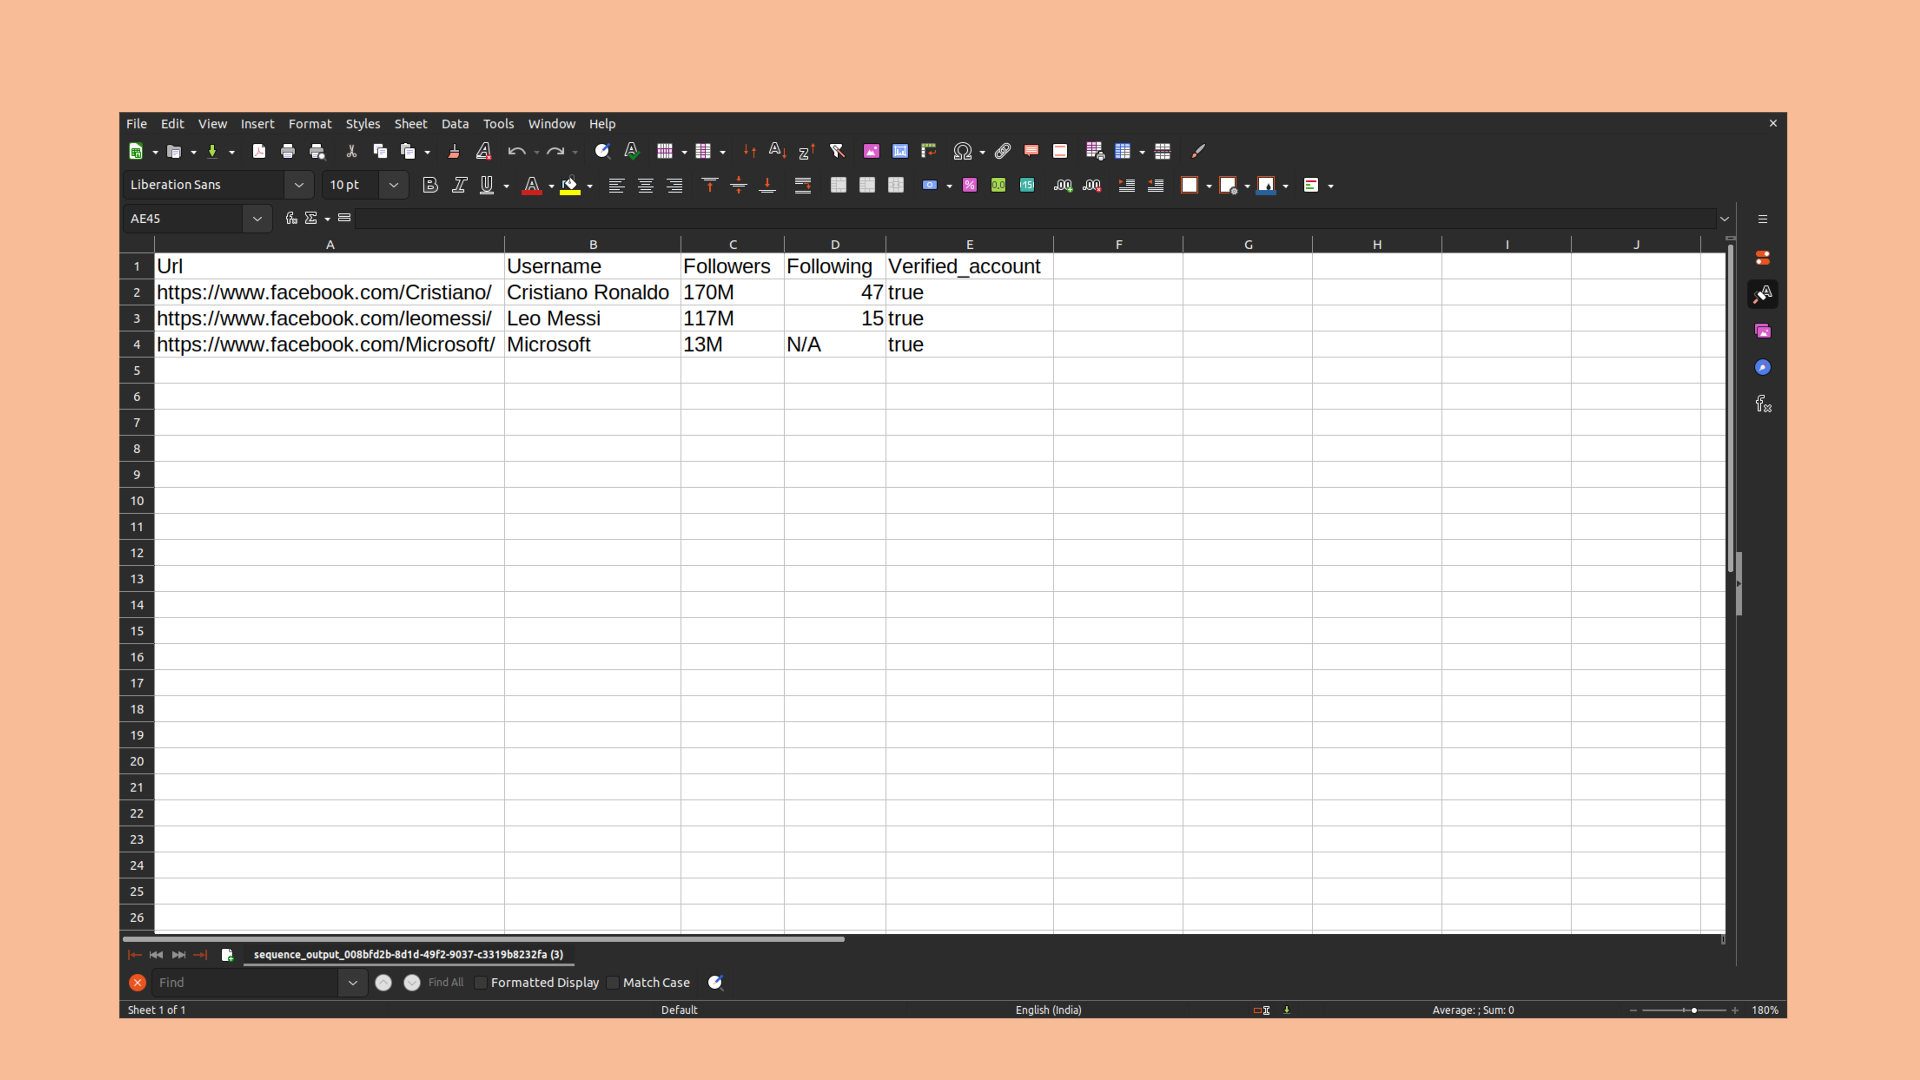 File Edit View Insert Format Styles Sheet Data Tools Window Help
Liberation Sans 10 pt
AE45
A B C D E F G H I J
1 Url Username Followers Following Verified_account
2 https://www.facebook.com/Cristiano/ Cristiano Ronaldo 170M 47 true
3 https://www.facebook.com/leomessi/ Leo Messi 117M 15 true
4 https://www.facebook.com/Microsoft/ Microsoft 13M N/A true
5
6
7
8
9
10
11
12
13
14
15
16
17
18
19
20
21
22
23
24
25
26
sequence_output_008bfd2b-8d1d-49f2-9037-c3319b8232fa (3)
Find Find All Formatted Display Match Case
Sheet 1 of 1 Default English (India) Average: ; Sum: 0 180%